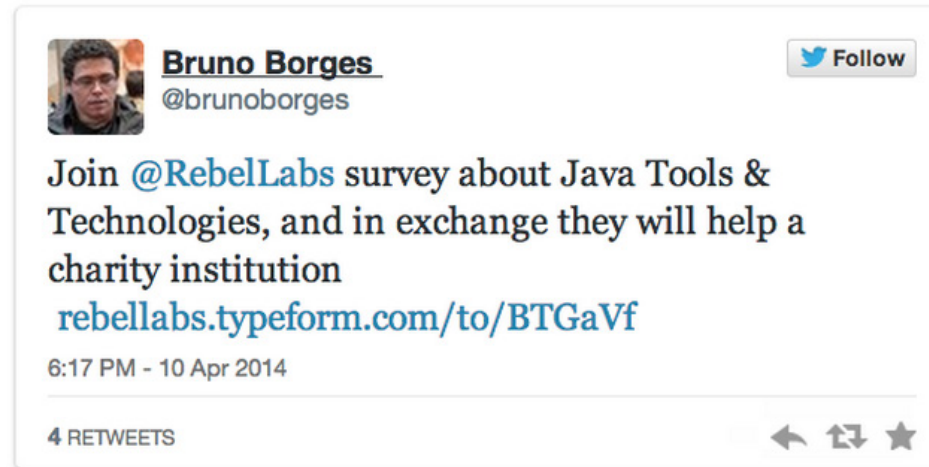 Bruno Borges
Follow
@brunoborges
Join @RebelLabs survey about Java Tools &
Technologies, and in exchange they will help a
charity institution
rebellabs.typeform.com/to/BTGaVf
6:17 PM - 10 Apr 2014
4 RETWEETS